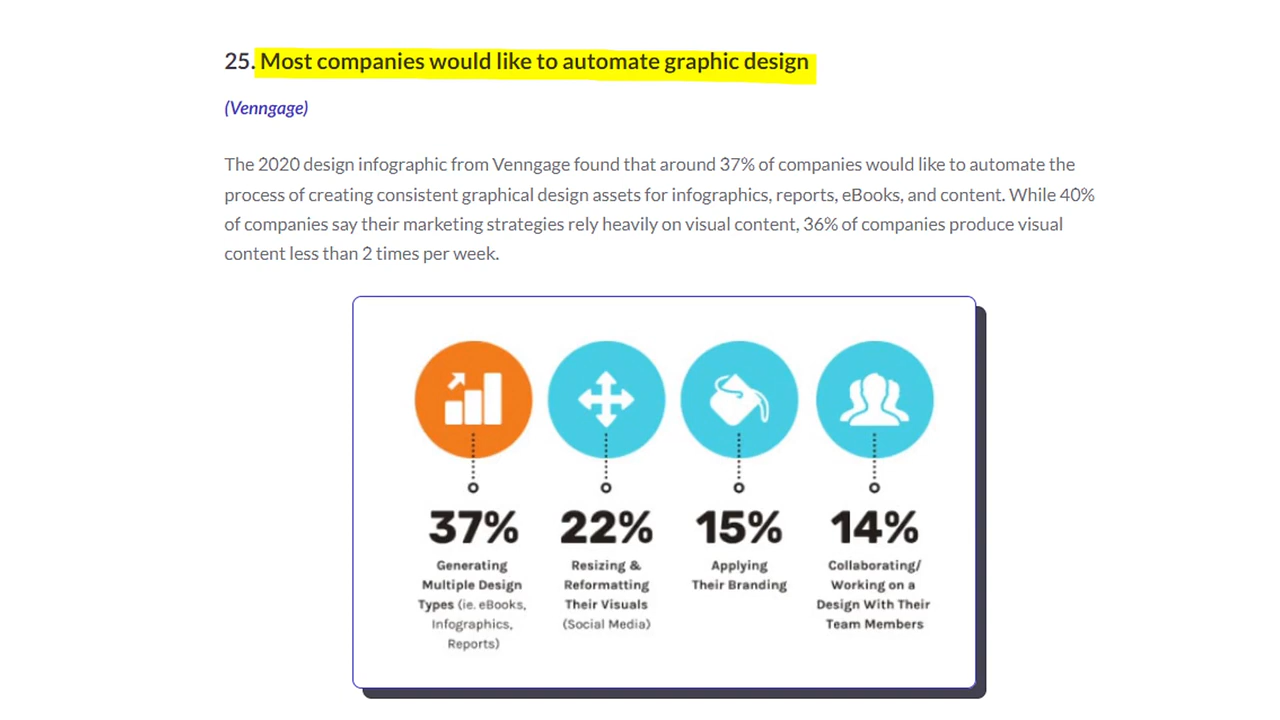 25. Most companies would like to automate graphic design
(Venngage)
The 2020 design infographic from Venngage found that around 37% of companies would like to automate the
process of creating consistent graphical design assets for infographics, reports, eBooks, and content. While 40%
of companies say their marketing strategies rely heavily on visual content, 36% of companies produce visual
content less than 2 times per week.
37%
Generating
Multiple Design
Types (ie. eBooks,
Infographics,
Reports)
22%
Resizing &
Reformatting
Their Visuals
(Social Media)
15%
Applying
Their Branding
14%
Collaborating/
Working on a
Design With Their
Team Members